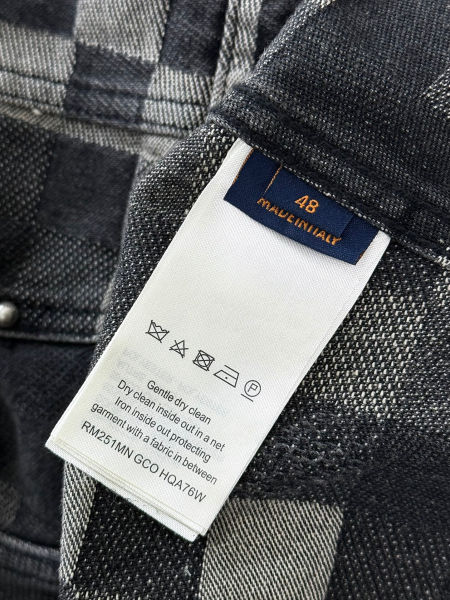 48
MADE IN ITALY
P
Gentle dry clean
Dry clean inside out in a net
Iron inside out protecting
garment with a fabric in between
RM251MN GCO HQA76W